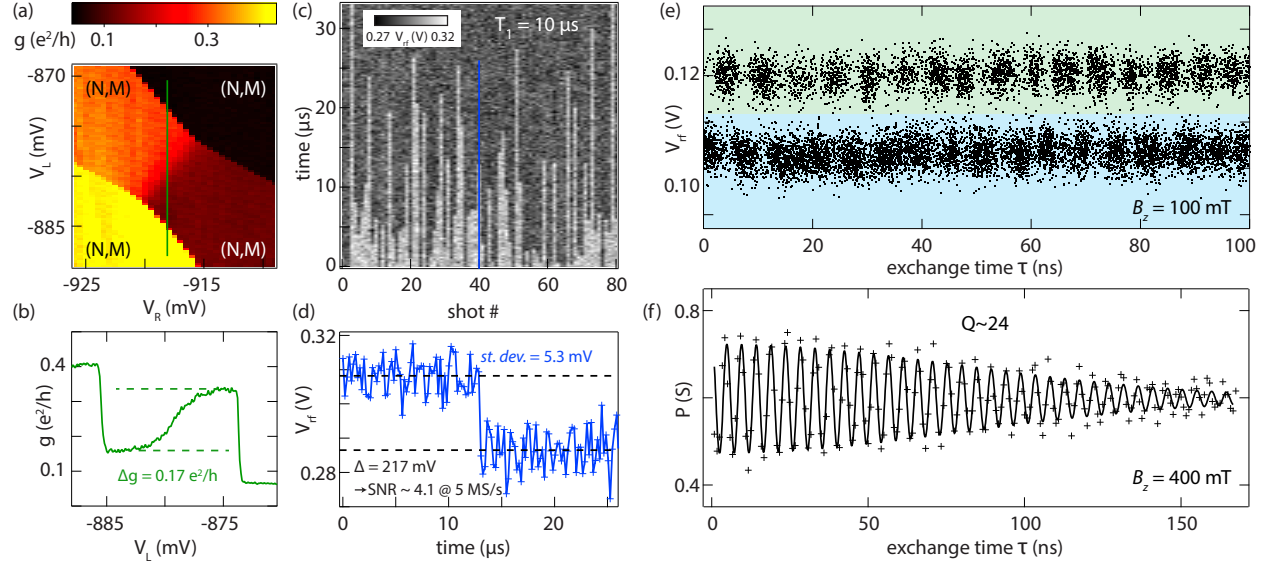 (a)
0.1
0.3
g (e²/h)
(N,M)
(N,M)
(N,M)
(N,M)
-870
-885
V_L (mV)
-925
-915
V_R (mV)
(b)
0.4
0.1
g (e²/h)
Δg = 0.17 e²/h
-885
-875
V_L (mV)
(c)
T₁ = 10 µs
0.27 V_rf (V) 0.32
30
20
10
0
time (µs)
0
20
40
60
80
shot #
(d)
0.32
0.28
V_rf (V)
st. dev. = 5.3 mV
Δ = 217 mV
→SNR ~ 4.1 @ 5 MS/s
0
10
20
time (µs)
(e)
0.12
0.10
V_rf (V)
B_z = 100 mT
0
20
40
60
80
100
exchange time τ (ns)
(f)
0.8
0.4
P (S)
Q~24
B_z = 400 mT
0
50
100
150
exchange time τ (ns)